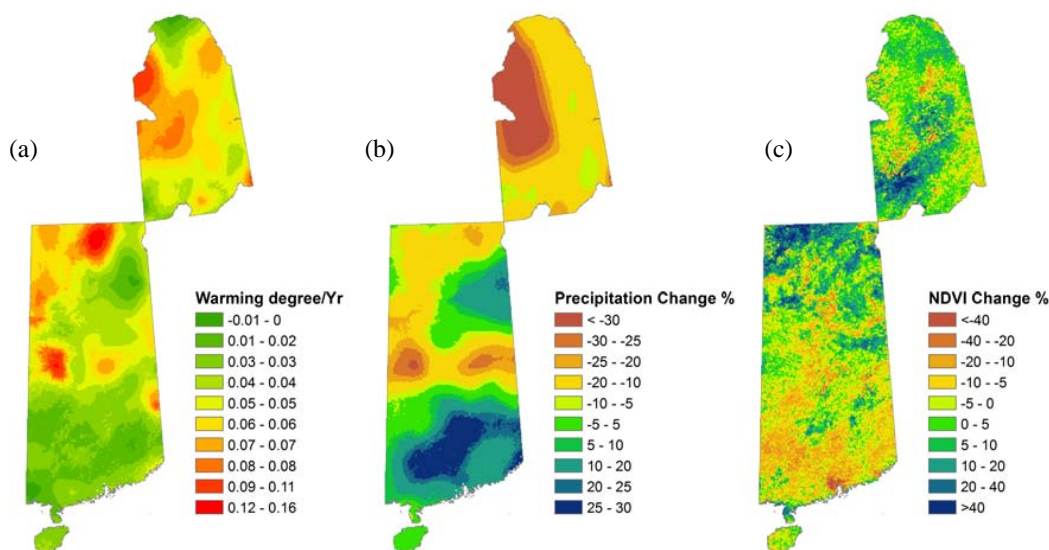 (a)
Warming degree/Yr
-0.01 - 0
0.01 - 0.02
0.03 - 0.03
0.04 - 0.04
0.05 - 0.05
0.06 - 0.06
0.07 - 0.07
0.08 - 0.08
0.09 - 0.11
0.12 - 0.16
(b)
Precipitation Change %
< -30
-30 - -25
-25 - -20
-20 - -10
-10 - -5
-5 - 5
5 - 10
10 - 20
20 - 25
25 - 30
(c)
NDVI Change %
<-40
-40 - -20
-20 - -10
-10 - -5
-5 - 0
0 - 5
5 - 10
10 - 20
20 - 40
>40